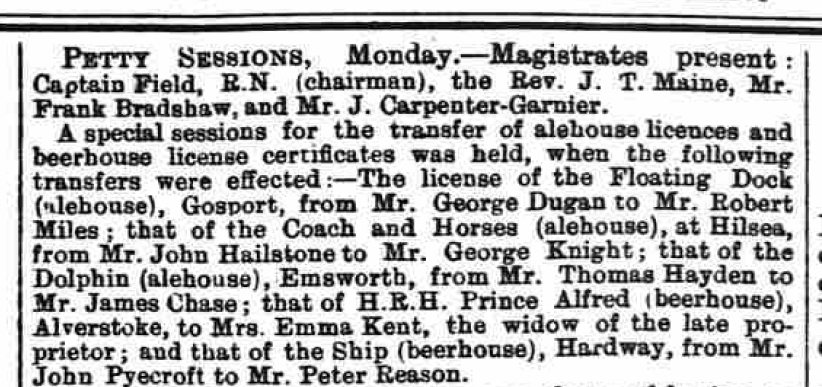 PETTY SESSIONS, Monday.—Magistrates present :
Captain Field, R.N. (chairman), the Rev. J. T. Maine, Mr.
Frank Bradshaw, and Mr. J. Carpenter-Garnier.
A special sessions for the transfer of alehouse licences and
beerhouse license certificates was held, when the following
transfers were effected :—The license of the Floating Dock
(alehouse), Gosport, from Mr. George Dugan to Mr. Robert
Miles ; that of the Coach and Horses (alehouse), at Hilsea,
from Mr. John Hailstone to Mr. George Knight ; that of the
Dolphin (alehouse), Emsworth, from Mr. Thomas Hayden to
Mr. James Chase ; that of H.R.H. Prince Alfred (beerhouse),
Alverstoke, to Mrs. Emma Kent, the widow of the late pro-
prietor ; and that of the Ship (beerhouse), Hardway, from Mr.
John Pyecroft to Mr. Peter Reason.